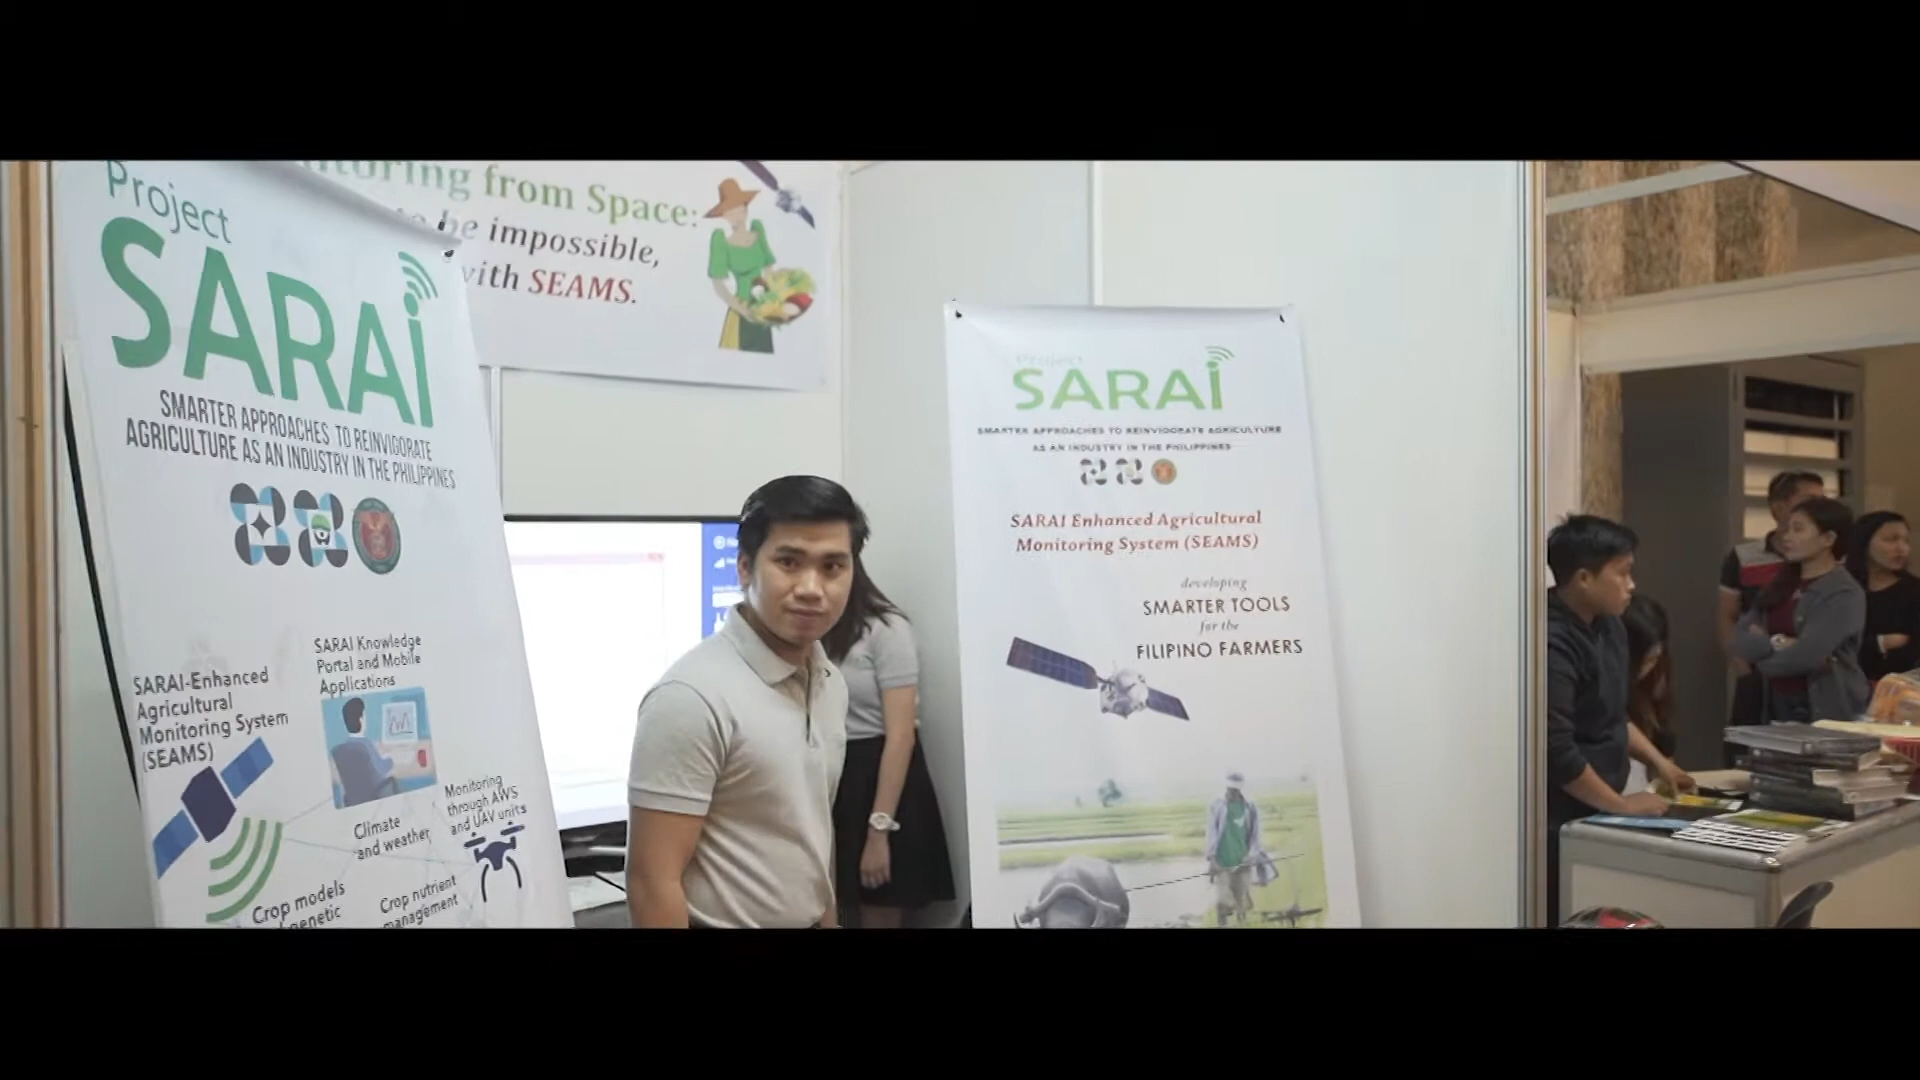 Project
SARAi
SMARTER APPROACHES TO REINVIGORATE
AGRICULTURE AS AN INDUSTRY IN THE PHILIPPINES
SARAI-Enhanced
Agricultural
Monitoring System
(SEAMS)
SARAI Knowledge
Portal and Mobile
Applications
Monitoring
through AWS
and UAV units
Climate
and weather
Crop models
genetic
Crop nutrient
management
from Space:
be impossible,
with SEAMS.
Project
SARAi
SMARTER APPROACHES TO REINVIGORATE AGRICULTURE
AS AN INDUSTRY IN THE PHILIPPINES
SARAI Enhanced Agricultural
Monitoring System (SEAMS)
developing
SMARTER TOOLS
for the
FILIPINO FARMERS